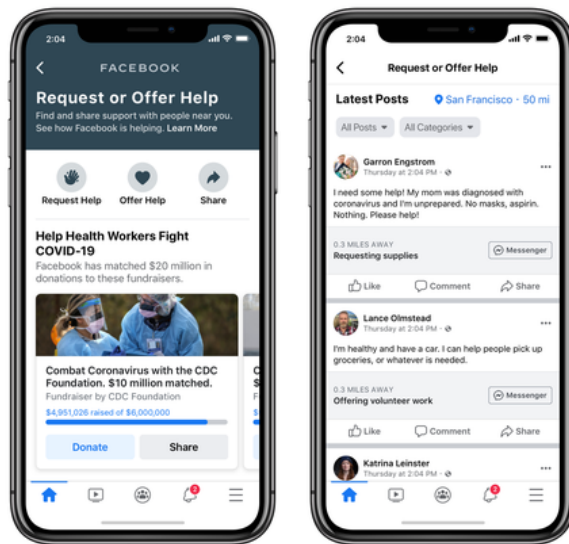 2:04
FACEBOOK
Request or Offer Help
Find and share support with people near you.
See how Facebook is helping. Learn More
Request Help
Offer Help
Share
Help Health Workers Fight
COVID-19
Facebook has matched $20 million in
donations to these fundraisers.
Combat Coronavirus with the CDC
Foundation. $10 million matched.
Fundraiser by CDC Foundation
$4,951,026 raised of $6,000,000
Donate
Share
2
2:04
Request or Offer Help
Latest Posts
San Francisco · 50 mi
All Posts
All Categories
Garron Engstrom
Thursday at 2:04 PM ·
I need some help! My mom was diagnosed with
coronavirus and I'm unprepared. No masks, aspirin.
Nothing. Please help!
0.3 MILES AWAY
Requesting supplies
Messenger
Like
Comment
Share
Lance Olmstead
Thursday at 2:04 PM ·
I'm healthy and have a car. I can help people pick up
groceries, or whatever is needed.
0.3 MILES AWAY
Offering volunteer work
Messenger
Like
Comment
Share
Katrina Leinster
Thursday at 2:04 PM ·
2